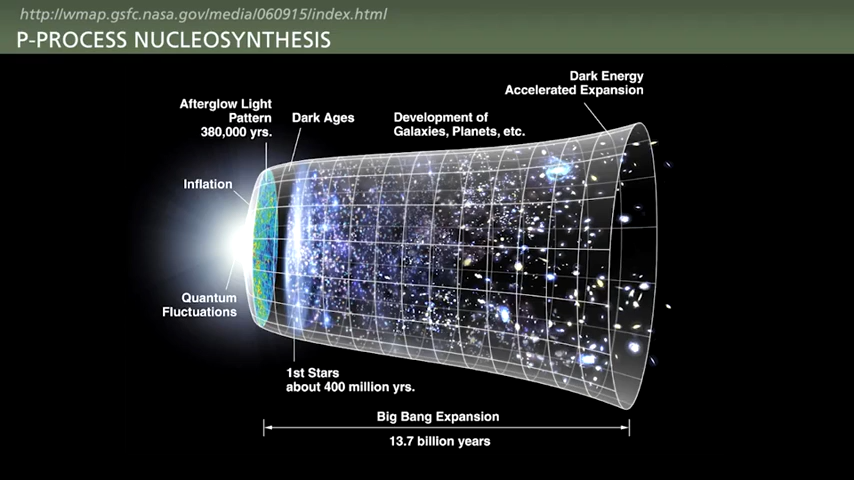 http://wmap.gsfc.nasa.gov/media/060915/index.html
P-PROCESS NUCLEOSYNTHESIS
Dark Energy
Accelerated Expansion
Afterglow Light
Pattern
380,000 yrs.
Dark Ages
Development of
Galaxies, Planets, etc.
Inflation
Quantum
Fluctuations
1st Stars
about 400 million yrs.
Big Bang Expansion
13.7 billion years